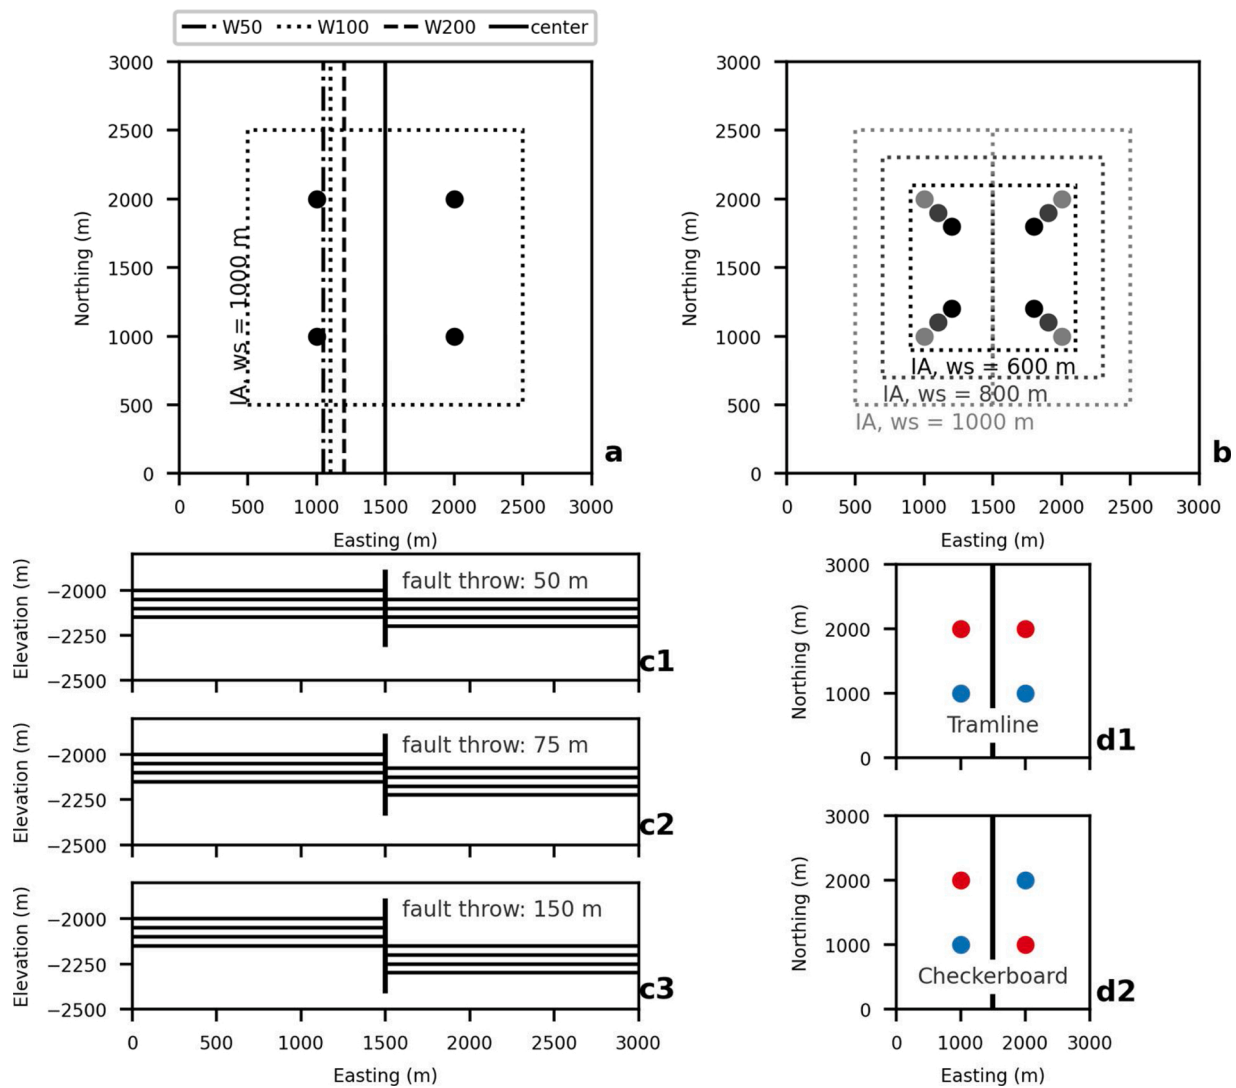 W50 W100 W200 center
3000
2500
2000
1500
1000
500
0
Northing (m)
IA, ws = 1000 m
0 500 1000 1500 2000 2500 3000
Easting (m)
a
3000
2500
2000
1500
1000
500
0
Northing (m)
IA, ws = 600 m
IA, ws = 800 m
IA, ws = 1000 m
0 500 1000 1500 2000 2500 3000
Easting (m)
b
Elevation (m)
−2000
−2250
−2500
fault throw: 50 m
c1
Elevation (m)
−2000
−2250
−2500
fault throw: 75 m
c2
Elevation (m)
−2000
−2250
−2500
fault throw: 150 m
c3
0 500 1000 1500 2000 2500 3000
Easting (m)
3000
2000
1000
0
Northing (m)
Tramline
d1
3000
2000
1000
0
Northing (m)
Checkerboard
d2
0 1000 2000 3000
Easting (m)